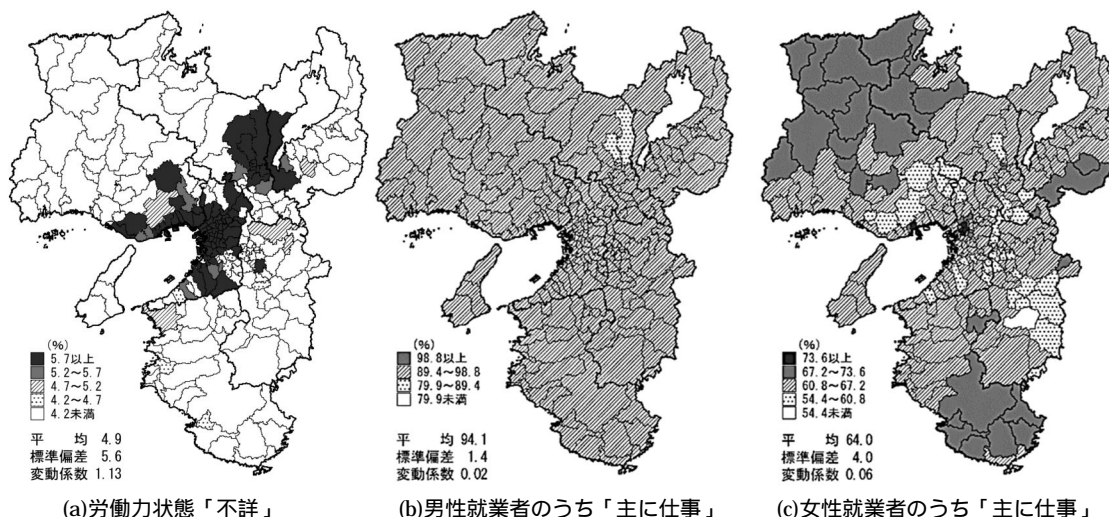 (%)
5.7以上
5.2~5.7
4.7~5.2
4.2~4.7
4.2未満
平　均 4.9
標準偏差 5.6
変動係数 1.13
(a)労働力状態「不詳」
(%)
98.8以上
89.4~98.8
79.9~89.4
79.9未満
平　均 94.1
標準偏差 1.4
変動係数 0.02
(b)男性就業者のうち「主に仕事」
(%)
73.6以上
67.2~73.6
60.8~67.2
54.4~60.8
54.4未満
平　均 64.0
標準偏差 4.0
変動係数 0.06
(c)女性就業者のうち「主に仕事」